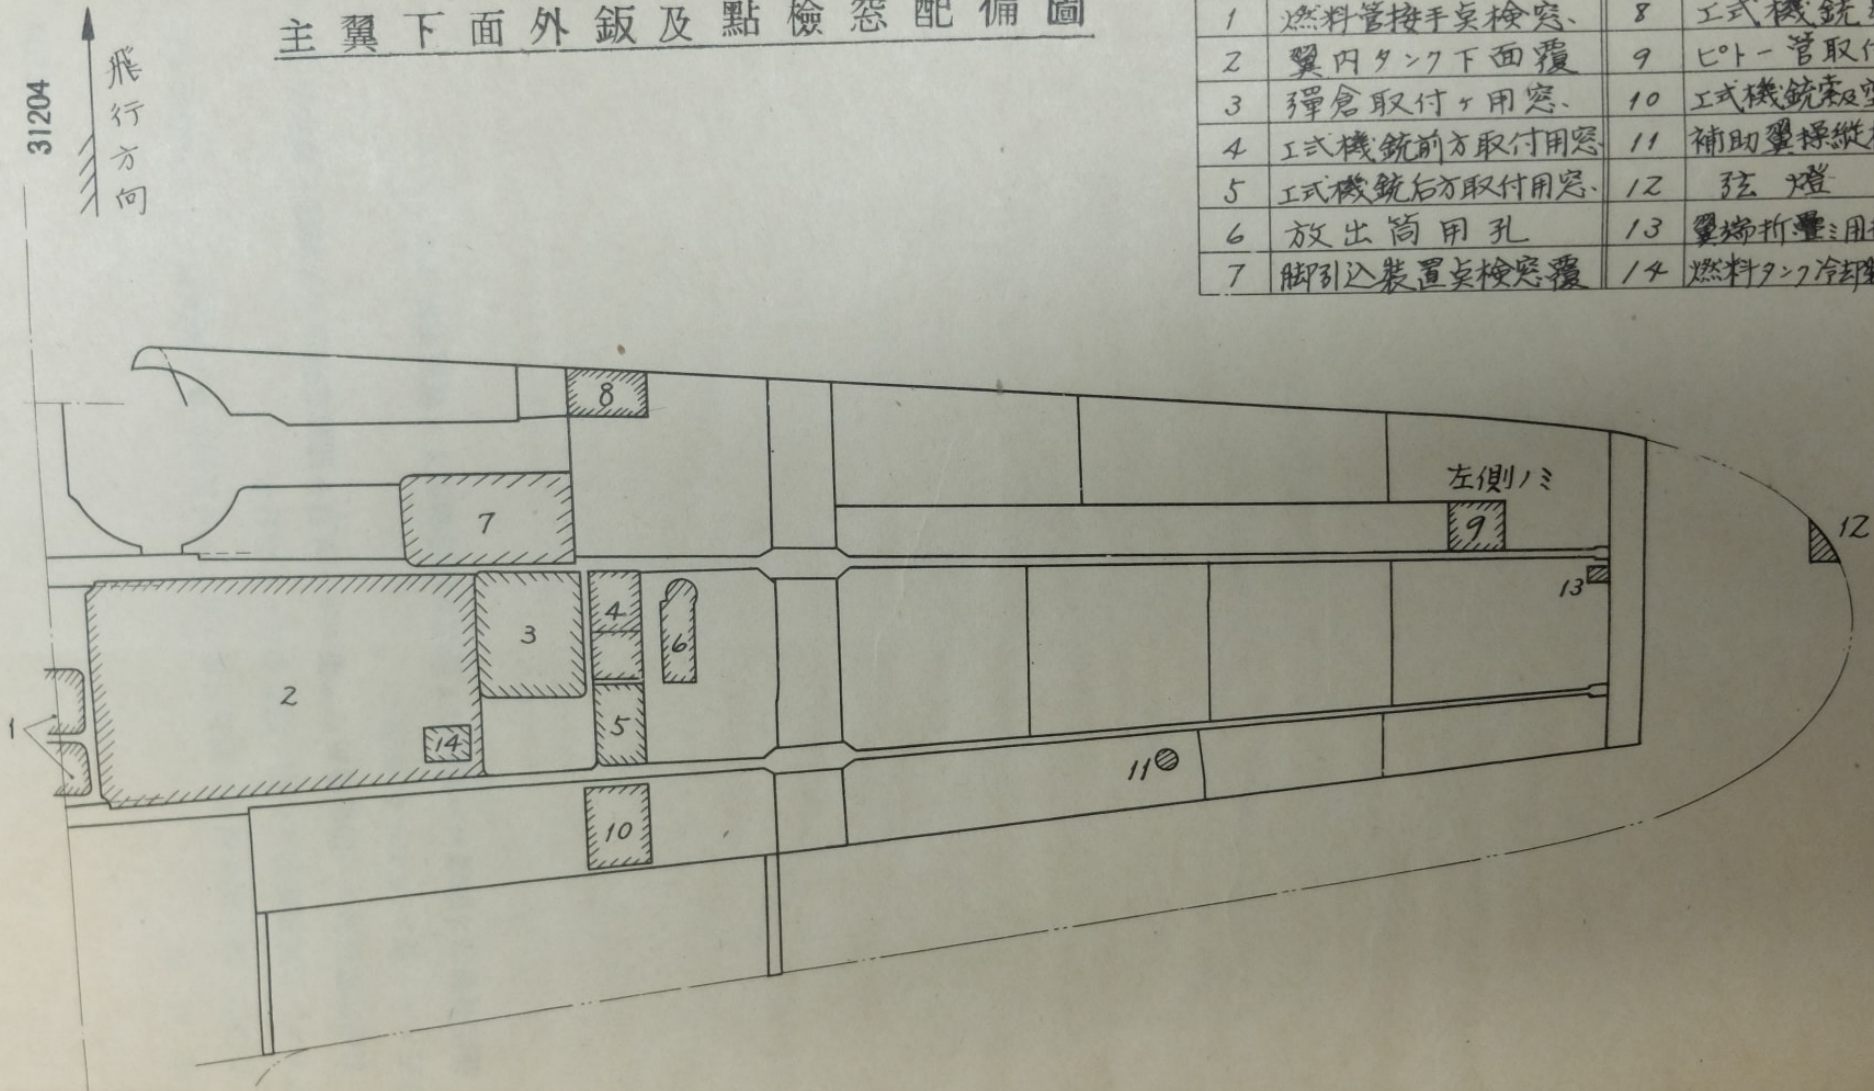 主翼下面外鈑及點檢窓配備圖
31204
飛行方向
1 燃料管接手点検窓、 8 エ式機銃
2 翼内タンク下面覆 9 ピトー管取付
3 彈倉取付ヶ用窓、 10 エ式機銃索及
4 エ式機銃前方取付用窓 11 補助翼操縦
5 エ式機銃后方取付用窓、 12 弦燈
6 放出筒用孔 13 翼端折疊ミ用
7 脚引込装置点検窓覆 14 燃料タンク冷却
8
左側ノミ
7
9
12
4
13
3
6
2
1
5
14
11
10